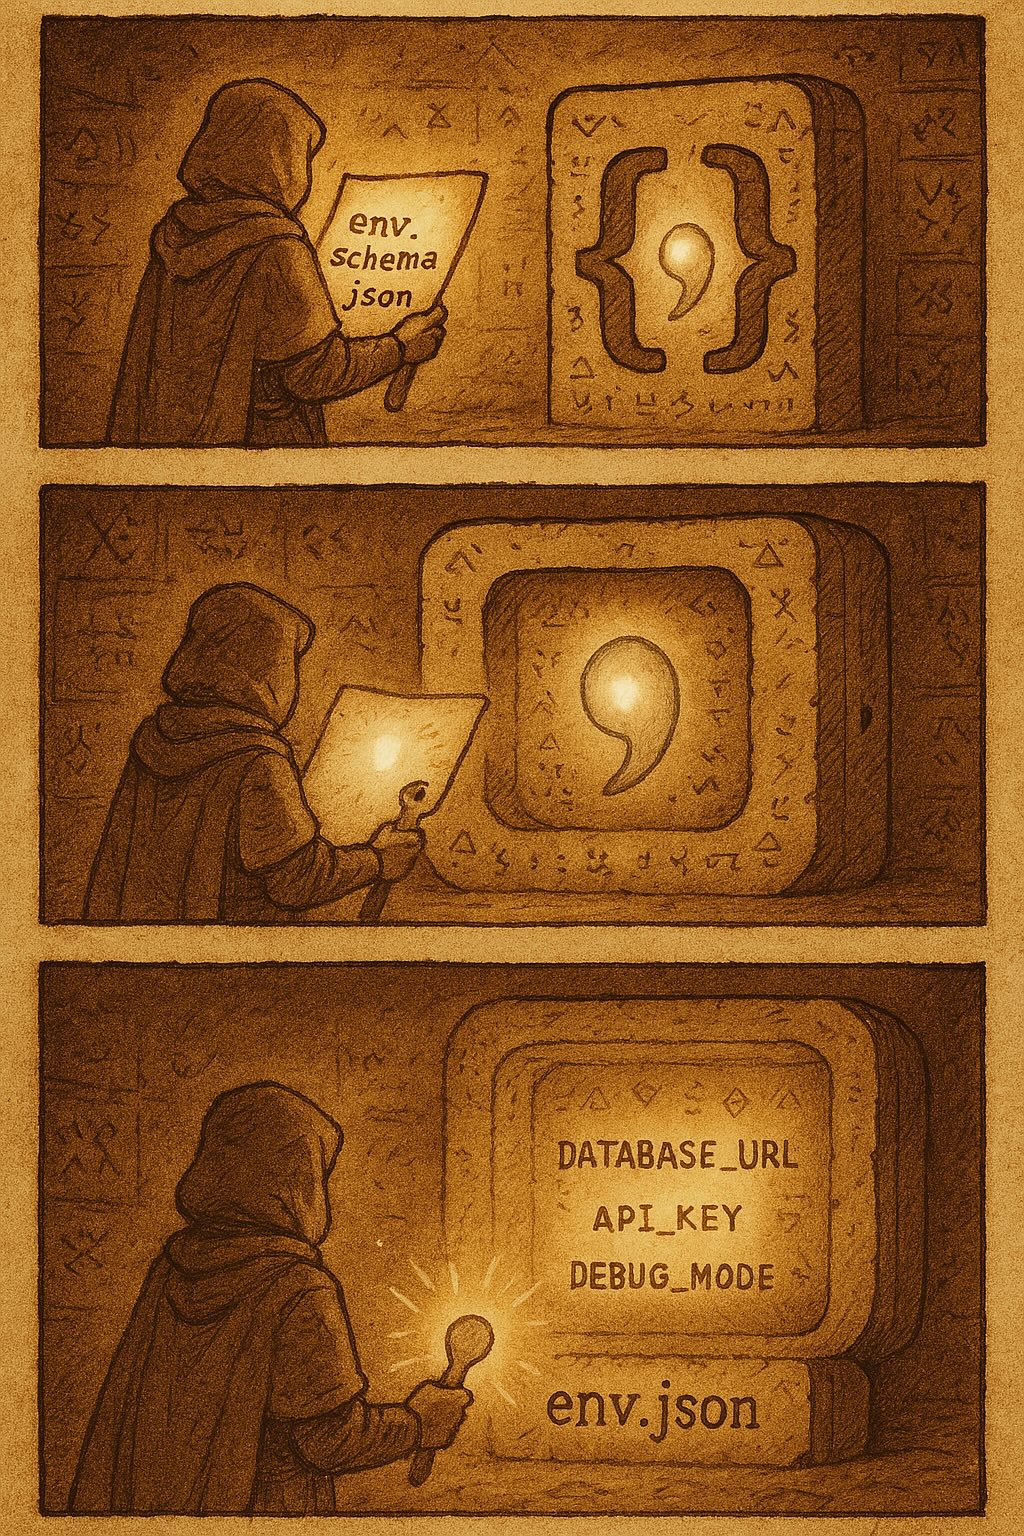 env.
schema
json
{,}
,
DATABASE_URL
API_KEY
DEBUG_MODE
env.json